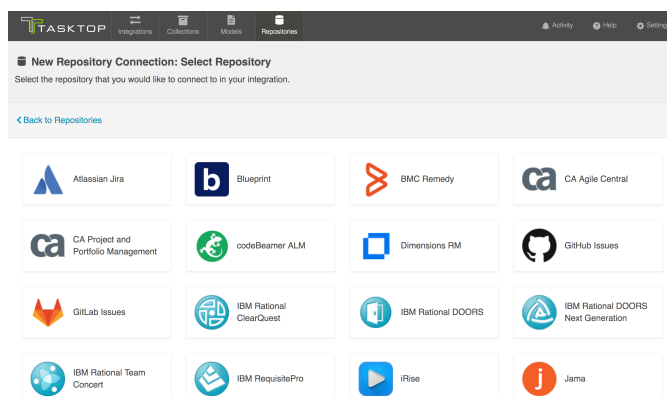 TASKTOP
Integrations
Collections
Models
Repositories
Activity
Help
Setting
New Repository Connection: Select Repository
Select the repository that you would like to connect to in your integration.
Back to Repositories
Atlassian Jira
b
Blueprint
BMC Remedy
ca
CA Agile Central
ca
CA Project and
Portfolio Management
codeBeamer ALM
Dimensions RM
GitHub Issues
GitLab Issues
IBM Rational
ClearQuest
IBM Rational DOORS
IBM Rational DOORS
Next Generation
IBM Rational Team
Concert
IBM RequisitePro
iRise
j
Jama